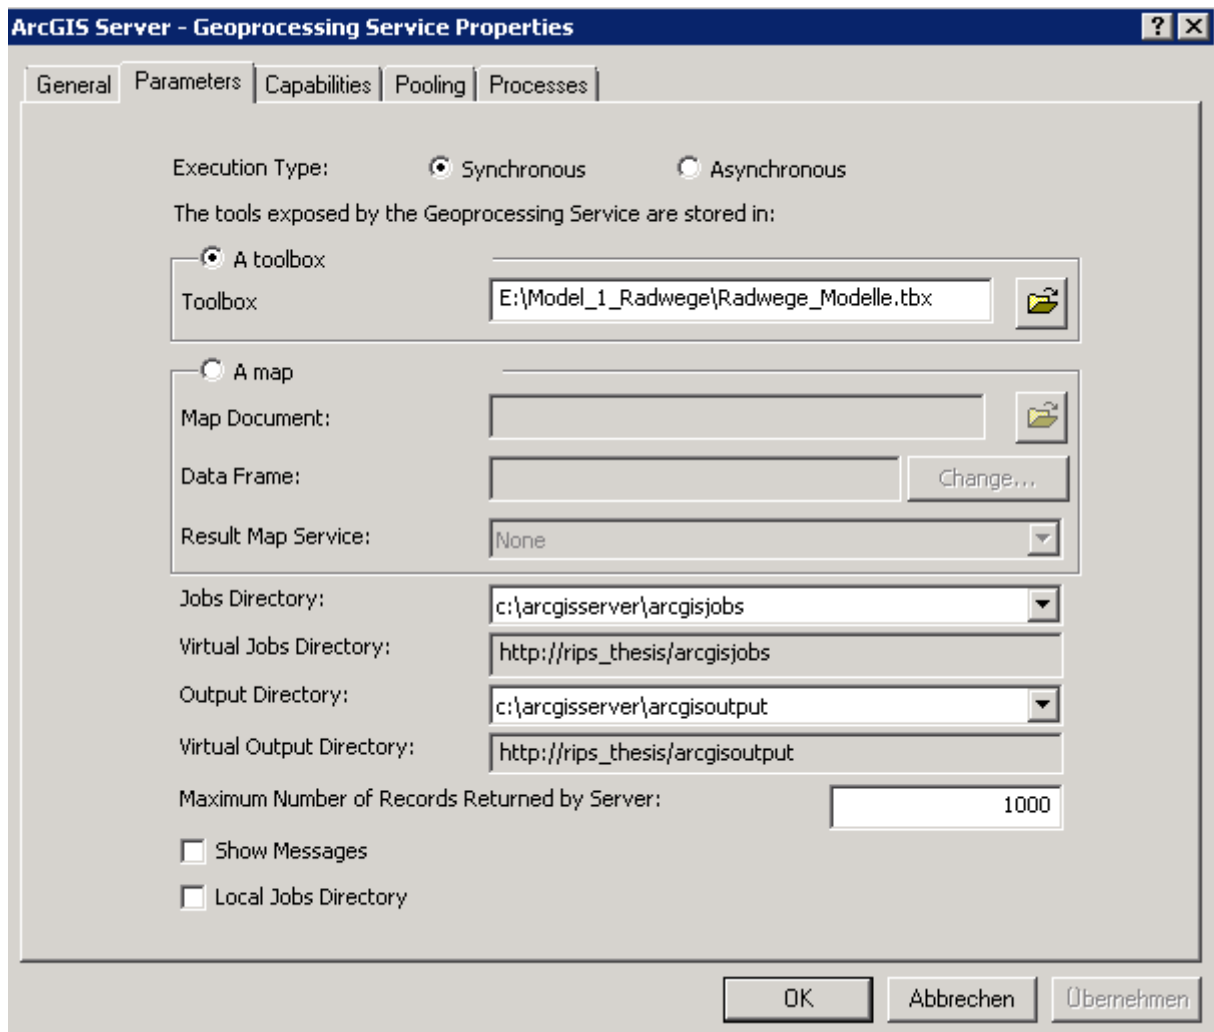 ArcGIS Server - Geoprocessing Service Properties
General Parameters Capabilities Pooling Processes
Execution Type: Synchronous Asynchronous
The tools exposed by the Geoprocessing Service are stored in:
A toolbox
Toolbox E:\Model_1_Radwege\Radwege_Modelle.tbx
A map
Map Document:
Data Frame: Change...
Result Map Service: None
Jobs Directory: c:\arcgisserver\arcgisjobs
Virtual Jobs Directory: http://rips_thesis/arcgisjobs
Output Directory: c:\arcgisserver\arcgisoutput
Virtual Output Directory: http://rips_thesis/arcgisoutput
Maximum Number of Records Returned by Server: 1000
Show Messages
Local Jobs Directory
OK Abbrechen Übernehmen